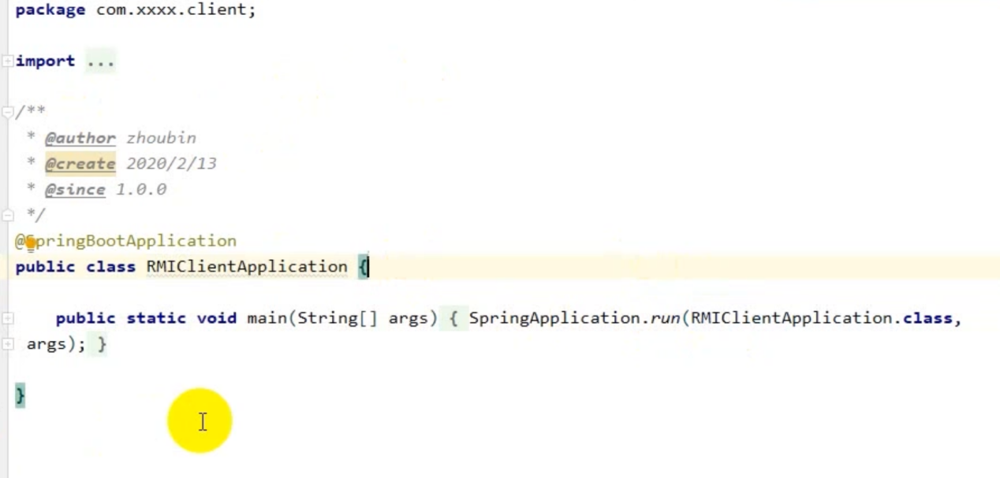 package com.xxxx.client;
import ...
/**
* @author zhoubin
* @create 2020/2/13
* @since 1.0.0
*/
@SpringBootApplication
public class RMIClientApplication {
public static void main(String[] args) { SpringApplication.run(RMIClientApplication.class,
args); }
}